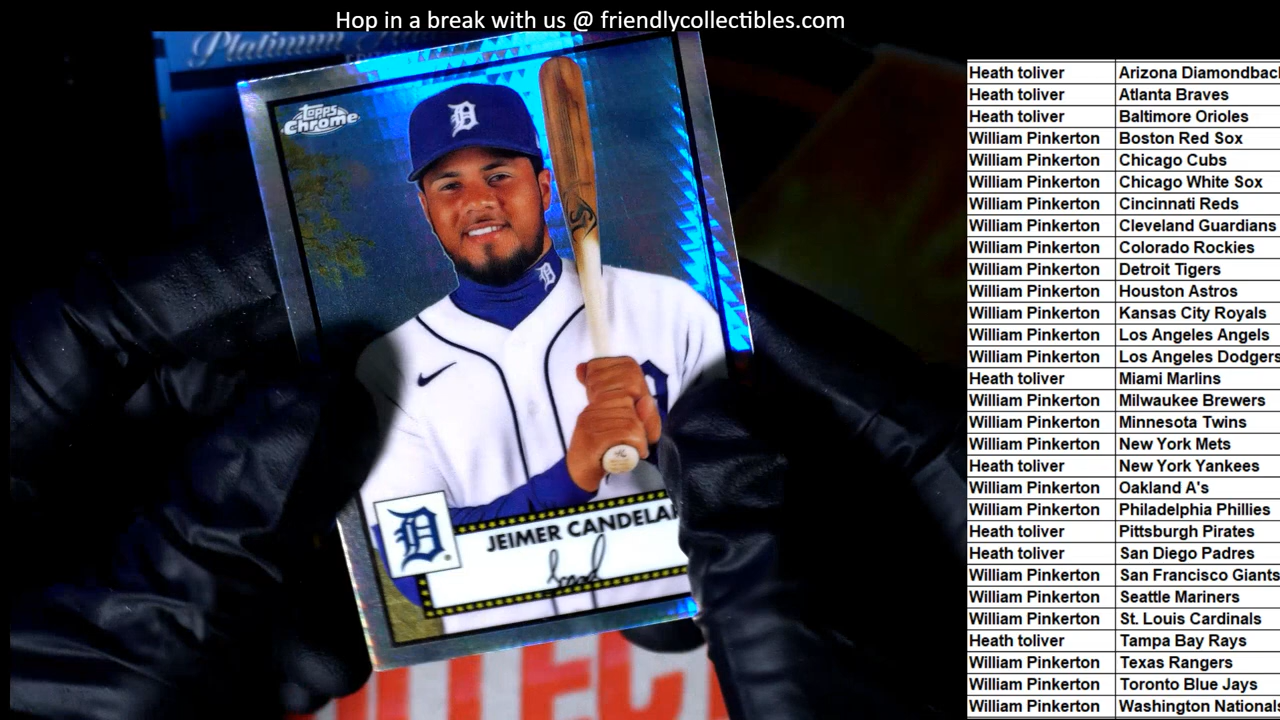 Hop in a break with us @ friendlycollectibles.com
Platinum
Topps
Chrome
D
D
JEIMER CANDELA
D
Heath toliver Arizona Diamondbac
Heath toliver Atlanta Braves
Heath toliver Baltimore Orioles
William Pinkerton Boston Red Sox
William Pinkerton Chicago Cubs
William Pinkerton Chicago White Sox
William Pinkerton Cincinnati Reds
William Pinkerton Cleveland Guardians
William Pinkerton Colorado Rockies
William Pinkerton Detroit Tigers
William Pinkerton Houston Astros
William Pinkerton Kansas City Royals
William Pinkerton Los Angeles Angels
William Pinkerton Los Angeles Dodgers
Heath toliver Miami Marlins
William Pinkerton Milwaukee Brewers
William Pinkerton Minnesota Twins
William Pinkerton New York Mets
Heath toliver New York Yankees
William Pinkerton Oakland A's
William Pinkerton Philadelphia Phillies
Heath toliver Pittsburgh Pirates
Heath toliver San Diego Padres
William Pinkerton San Francisco Giants
William Pinkerton Seattle Mariners
William Pinkerton St. Louis Cardinals
Heath toliver Tampa Bay Rays
William Pinkerton Texas Rangers
William Pinkerton Toronto Blue Jays
William Pinkerton Washington Nationals